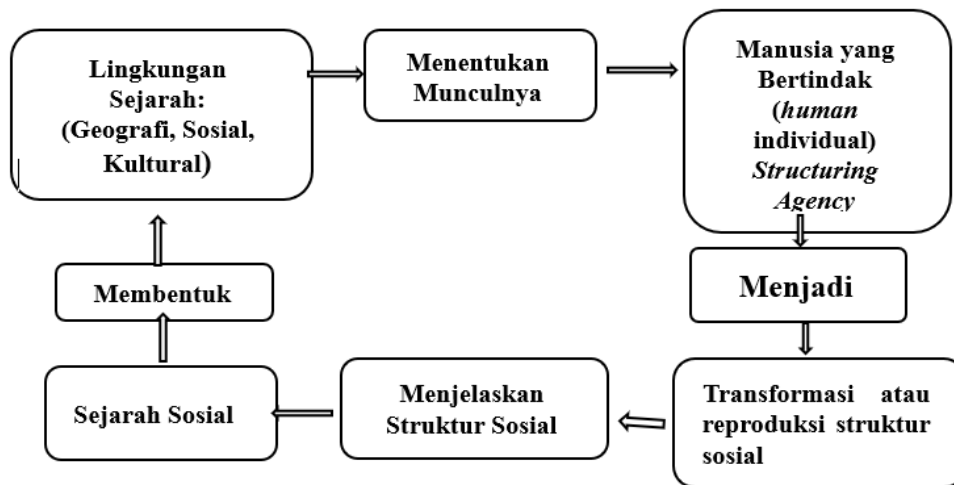 Lingkungan
Sejarah:
(Geografi, Sosial,
Kultural)
Menentukan
Munculnya
Manusia yang
Bertindak
(human
individual)
Structuring
Agency
Menjadi
Transformasi atau
reproduksi struktur
sosial
Menjelaskan
Struktur Sosial
Sejarah Sosial
Membentuk